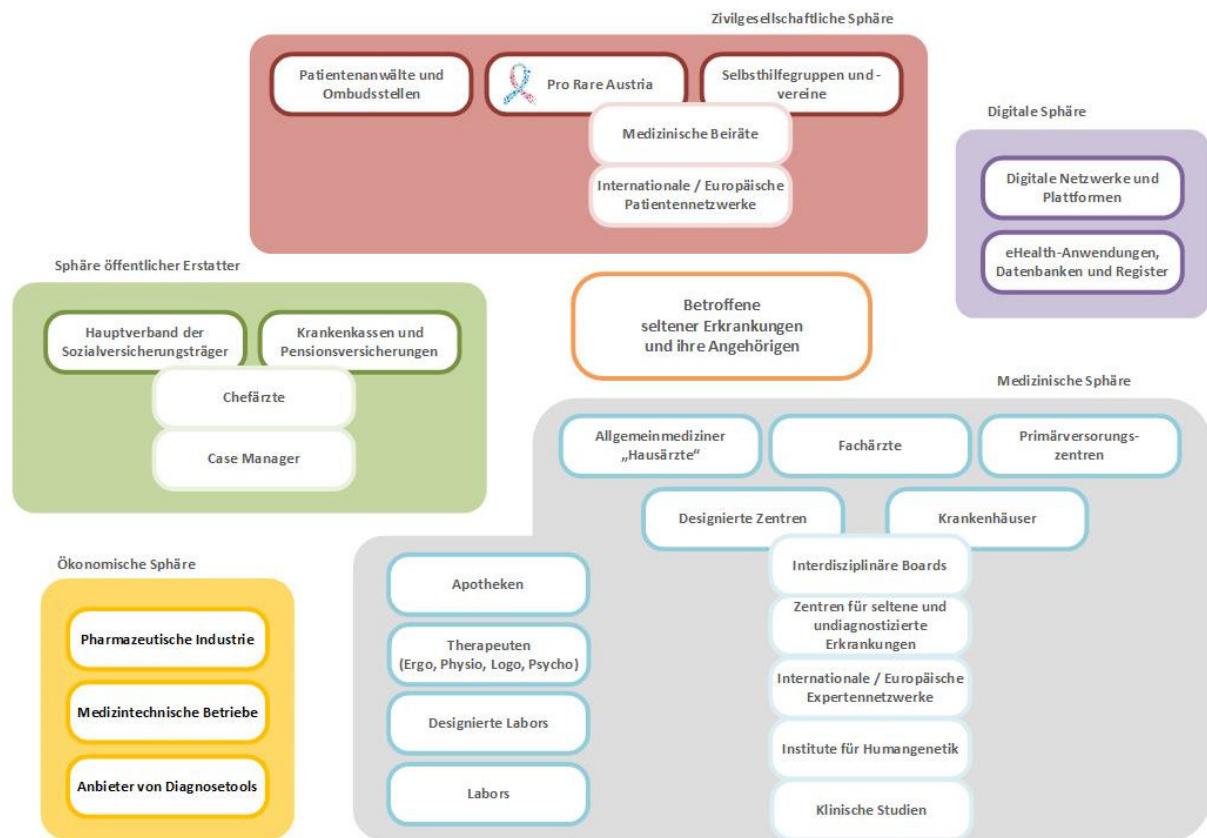 Zivilgesellschaftliche Sphäre
Patientenanwälte und
Ombudsstellen
Pro Rare Austria
Selbsthilfegruppen und -
vereine
Medizinische Beiräte
Internationale / Europäische
Patientennetzwerke
Digitale Sphäre
Digitale Netzwerke und
Plattformen
eHealth-Anwendungen,
Datenbanken und Register
Sphäre öffentlicher Erstatter
Hauptverband der
Sozialversicherungsträger
Krankenkassen und
Pensionsversicherungen
Chefärzte
Case Manager
Betroffene
seltener Erkrankungen
und ihre Angehörigen
Medizinische Sphäre
Allgemeinmediziner
„Hausärzte“
Fachärzte
Primärversorungs-
zentren
Designierte Zentren
Krankenhäuser
Interdisziplinäre Boards
Zentren für seltene und
undiagnostizierte
Erkrankungen
Internationale / Europäische
Expertennetzwerke
Institute für Humangenetik
Klinische Studien
Apotheken
Therapeuten
(Ergo, Physio, Logo, Psycho)
Designierte Labors
Labors
Ökonomische Sphäre
Pharmazeutische Industrie
Medizintechnische Betriebe
Anbieter von Diagnosetools